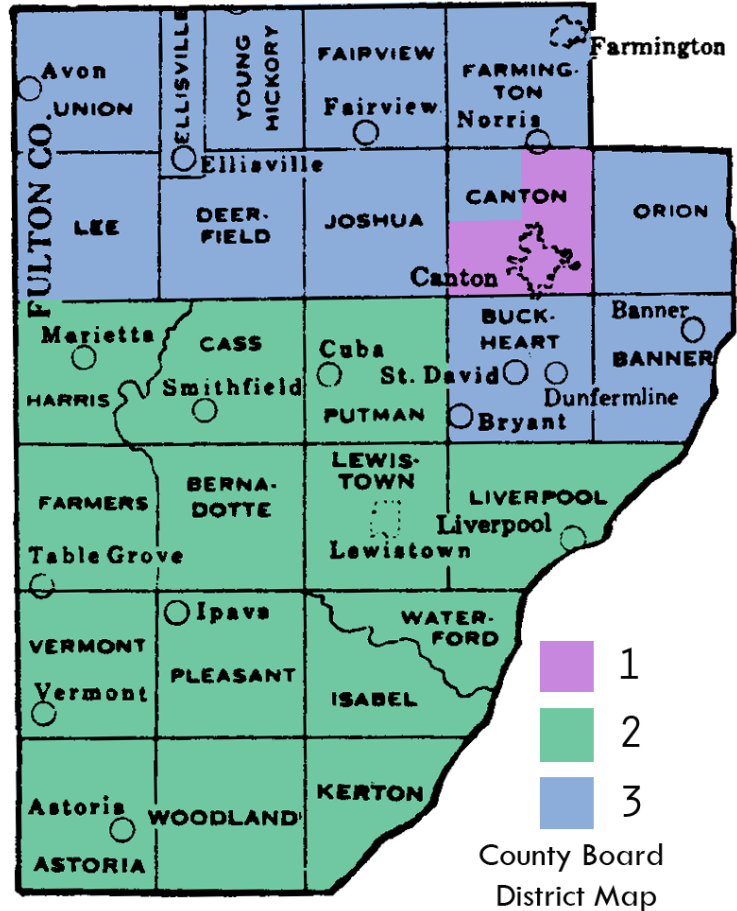 Avon
UNION
ELLISVILLE
YOUNG
HICKORY
FAIRVIEW
Fairview
FARMING-
TON
Farmington
Norris
Ellisville
FULTON CO.
LEE
DEER-
FIELD
JOSHUA
CANTON
Canton
ORION
Marietta
HARRIS
CASS
Smithfield
Cuba
PUTMAN
BUCK-
HEART
St. David
Dunfermline
Bryant
Banner
BANNER
FARMERS
Table Grove
BERNA-
DOTTE
LEWIS-
TOWN
Lewistown
LIVERPOOL
Liverpool
VERMONT
Vermont
Ipava
PLEASANT
WATER-
FORD
ISABEL
Astoria
ASTORIA
WOODLAND
KERTON
1
2
3
County Board
District Map